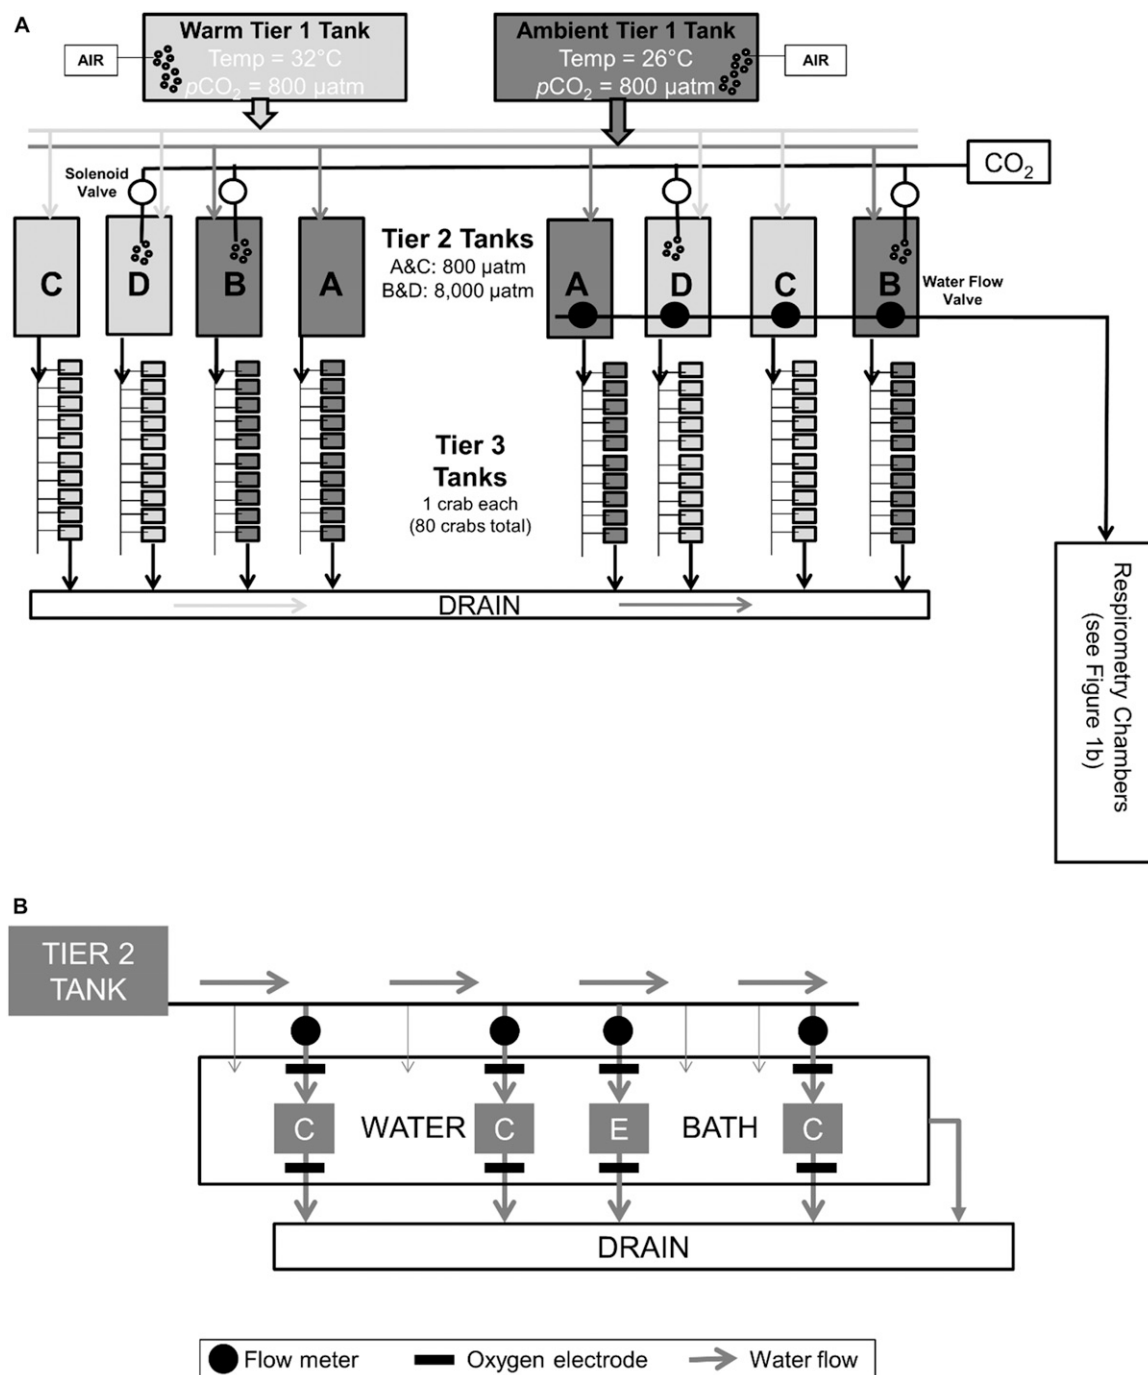 A
Warm Tier 1 Tank
Temp = 32°C
pCO₂ = 800 µatm
AIR
Ambient Tier 1 Tank
Temp = 26°C
pCO₂ = 800 µatm
AIR
CO₂
Solenoid
Valve
C
D
B
A
Tier 2 Tanks
A&C: 800 µatm
B&D: 8,000 µatm
A
D
C
B
Water Flow
Valve
Tier 3
Tanks
1 crab each
(80 crabs total)
DRAIN
Respirometry Chambers
(see Figure 1b)
B
TIER 2
TANK
C
WATER
C
E
BATH
C
DRAIN
Flow meter
Oxygen electrode
Water flow